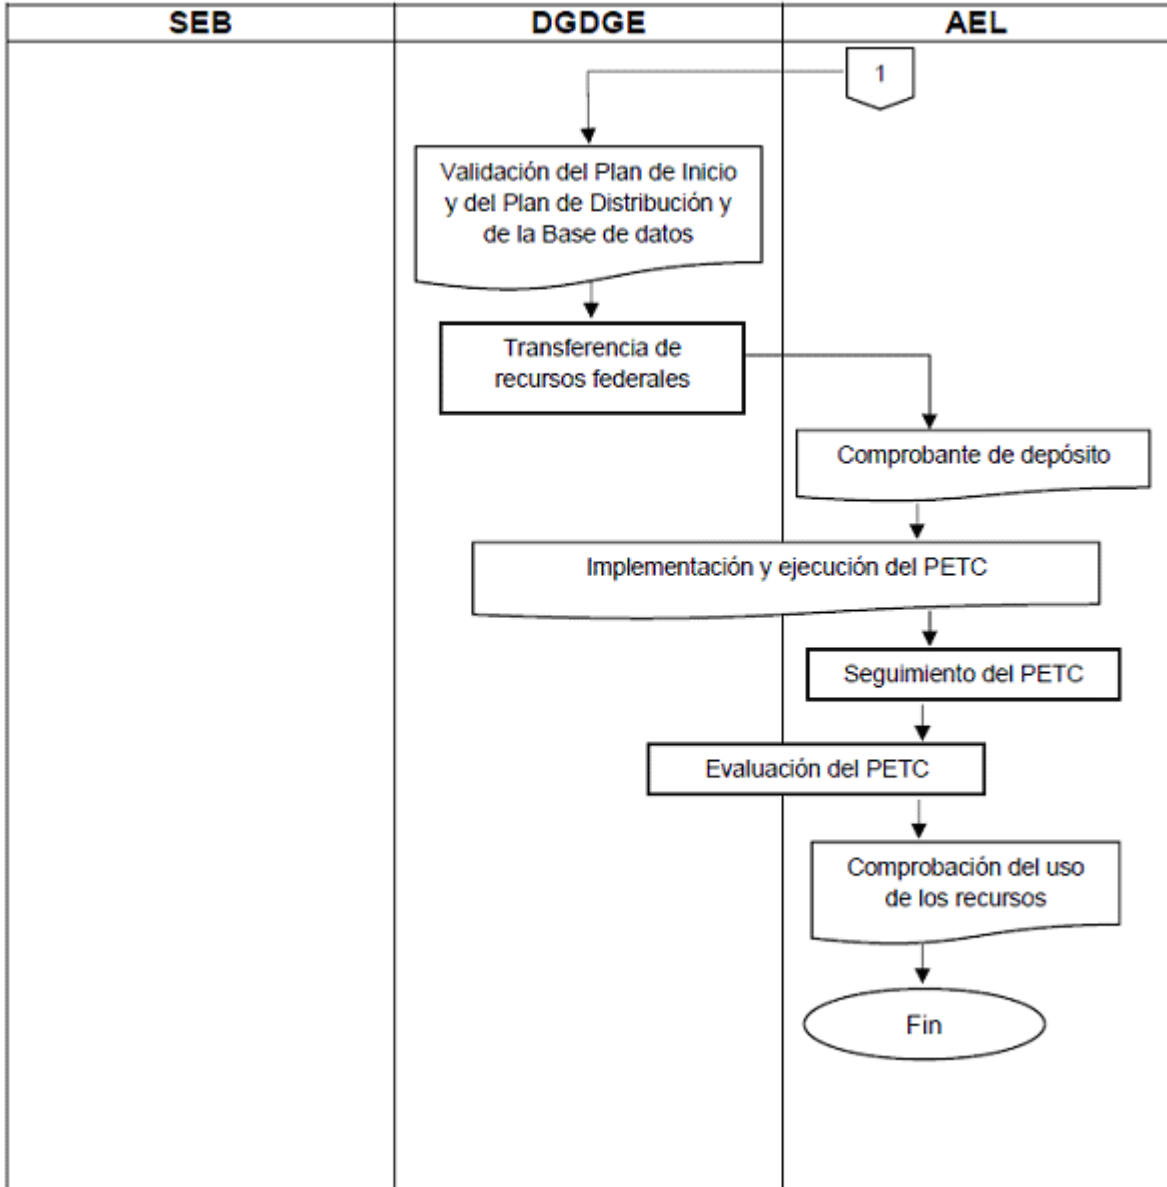 SEB
DGDGE
AEL
1
Validación del Plan de Inicio
y del Plan de Distribución y
de la Base de datos
Transferencia de
recursos federales
Comprobante de depósito
Implementación y ejecución del PETC
Seguimiento del PETC
Evaluación del PETC
Comprobación del uso
de los recursos
Fin